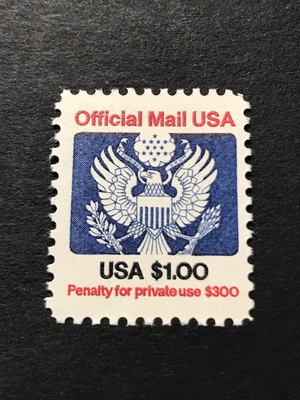 Official Mail USA
USA $1.00
Penalty for private use $300